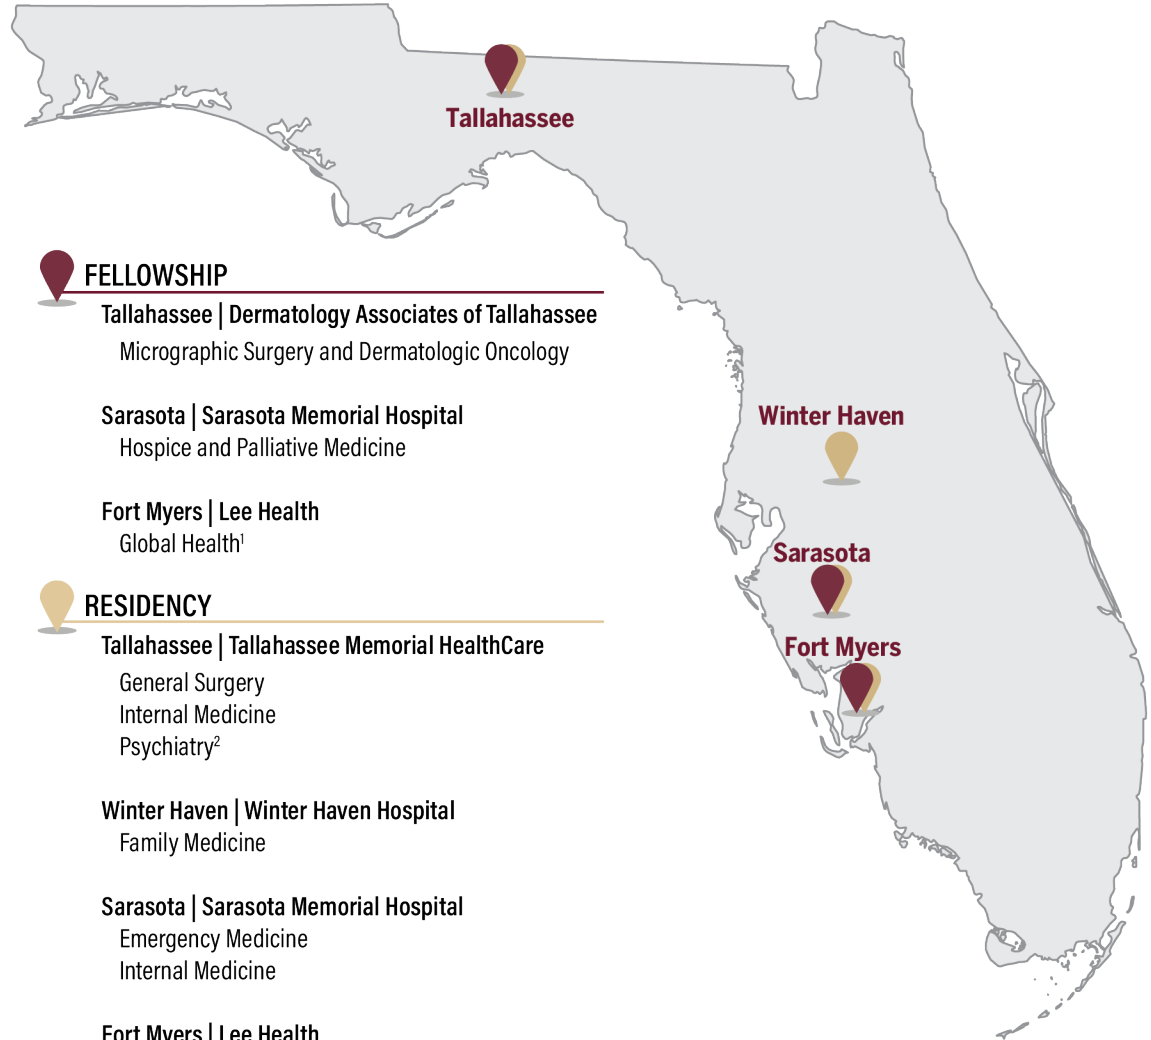 Tallahassee
FELLOWSHIP
Tallahassee | Dermatology Associates of Tallahassee
Micrographic Surgery and Dermatologic Oncology
Sarasota | Sarasota Memorial Hospital
Hospice and Palliative Medicine
Fort Myers | Lee Health
Global Health¹
RESIDENCY
Tallahassee | Tallahassee Memorial HealthCare
General Surgery
Internal Medicine
Psychiatry²
Winter Haven | Winter Haven Hospital
Family Medicine
Sarasota | Sarasota Memorial Hospital
Emergency Medicine
Internal Medicine
Fort Myers | Lee Health
Winter Haven
Sarasota
Fort Myers